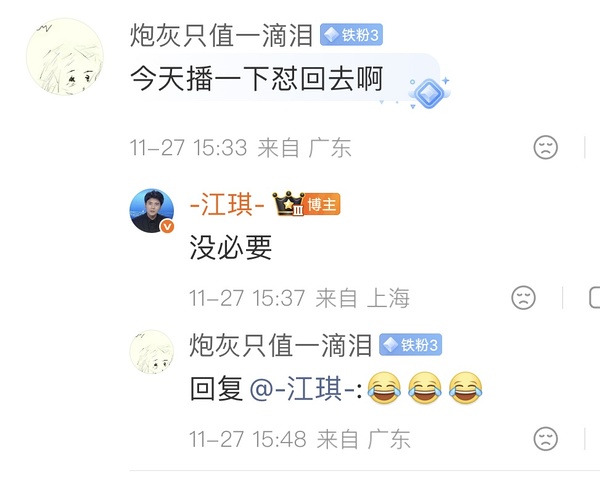 炮灰只值一滴泪 铁粉3
今天播一下怼回去啊
11-27 15:33 来自 广东
-江琪- III 博主
没必要
11-27 15:37 来自 上海
炮灰只值一滴泪 铁粉3
回复 @-江琪-:😂😂😂
11-27 15:48 来自 广东